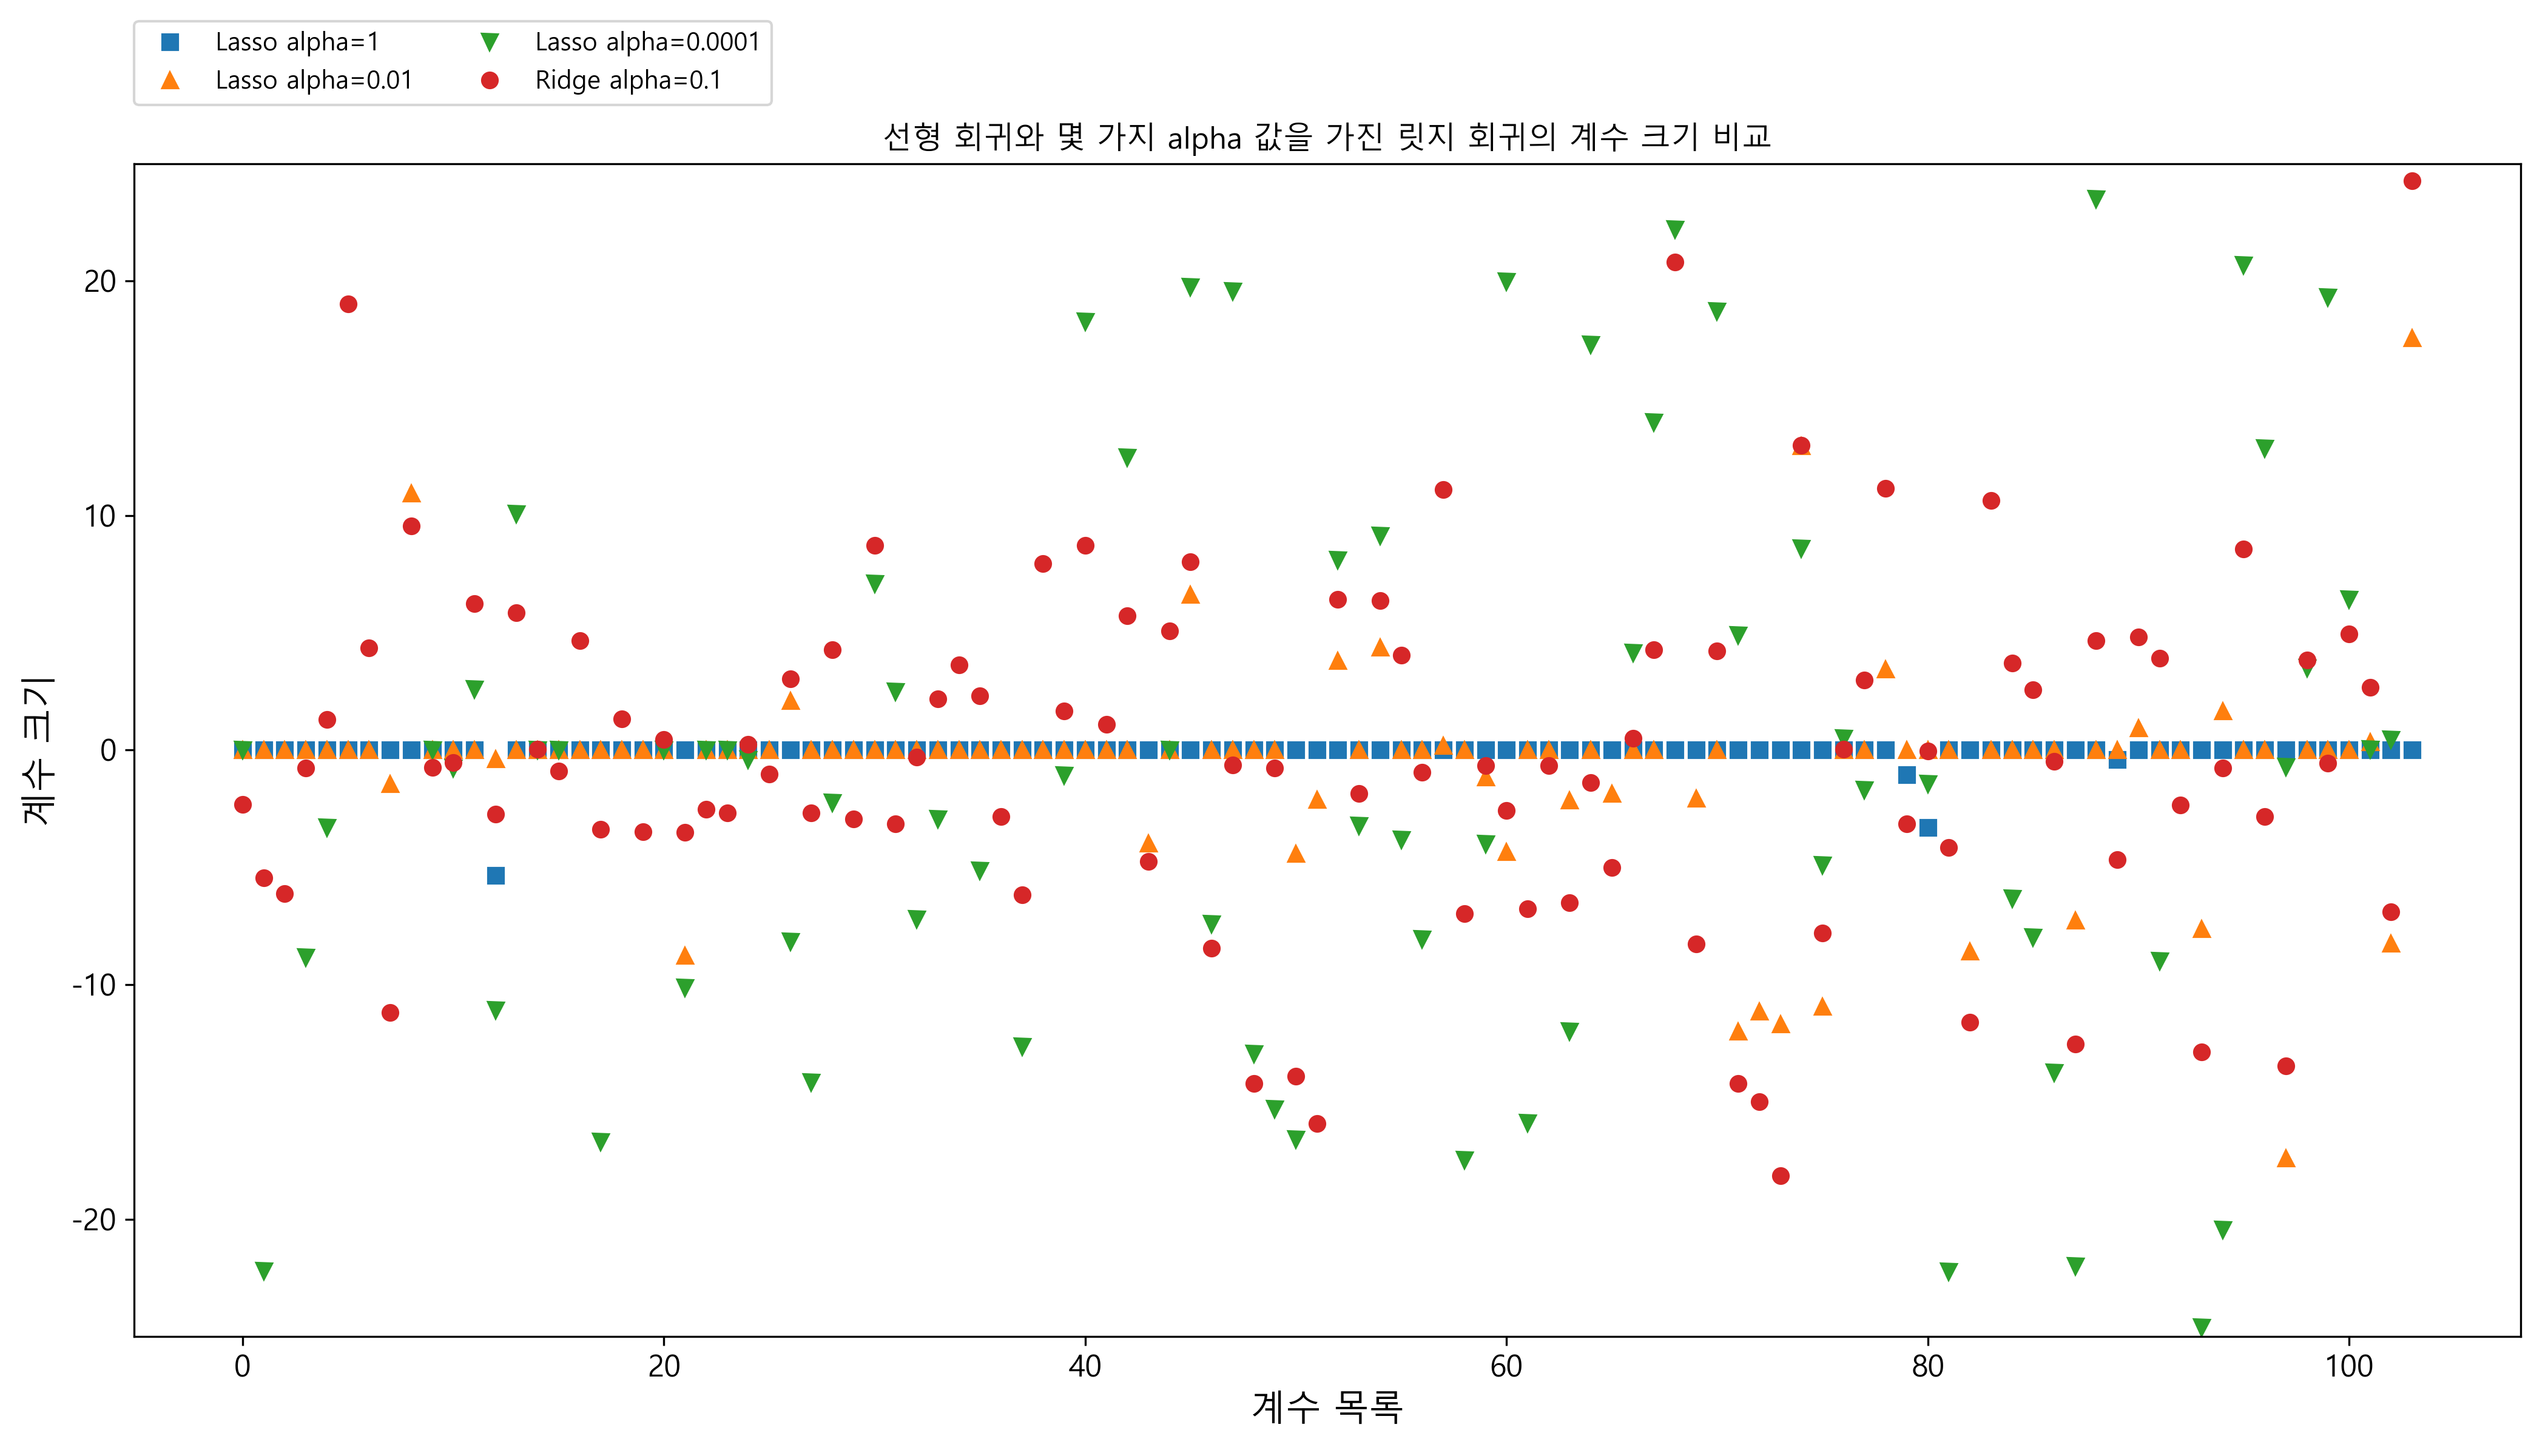 Lasso alpha=1
Lasso alpha=0.01
Lasso alpha=0.0001
Ridge alpha=0.1
선형 회귀와 몇 가지 alpha 값을 가진 릿지 회귀의 계수 크기 비교
계수 크기
20
10
0
-10
-20
0 20 40 60 80 100
계수 목록